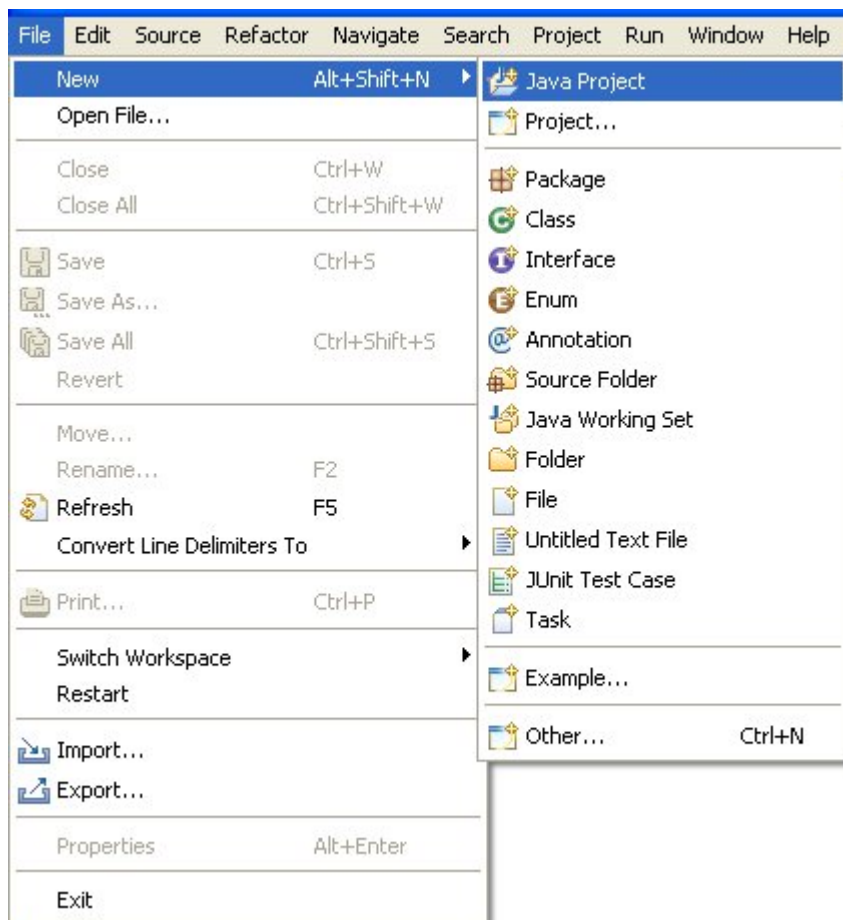 File Edit Source Refactor Navigate Search Project Run Window Help
New Alt+Shift+N
Open File...
Close Ctrl+W
Close All Ctrl+Shift+W
Save Ctrl+S
Save As...
Save All Ctrl+Shift+S
Revert
Move...
Rename... F2
Refresh F5
Convert Line Delimiters To
Print... Ctrl+P
Switch Workspace
Restart
Import...
Export...
Properties Alt+Enter
Exit
Java Project
Project...
Package
Class
Interface
Enum
Annotation
Source Folder
Java Working Set
Folder
File
Untitled Text File
JUnit Test Case
Task
Example...
Other... Ctrl+N